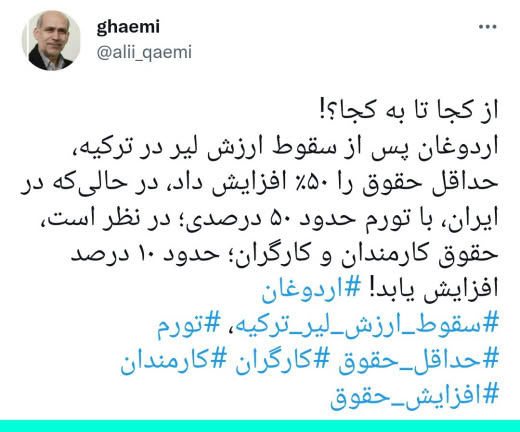 ghaemi
@alii_qaemi
از کجا تا به کجا؟!
اردوغان پس از سقوط ارزش لیر در ترکیه،
حداقل حقوق را ۵۰٪ افزایش داد، در حالی‌که در
ایران، با تورم حدود ۵۰ درصدی؛ در نظر است،
حقوق کارمندان و کارگران؛ حدود ۱۰ درصد
افزایش یابد! #اردوغان
#سقوط_ارزش_لیر_ترکیه، #تورم
#حداقل_حقوق #کارگران #کارمندان
#افزایش_حقوق